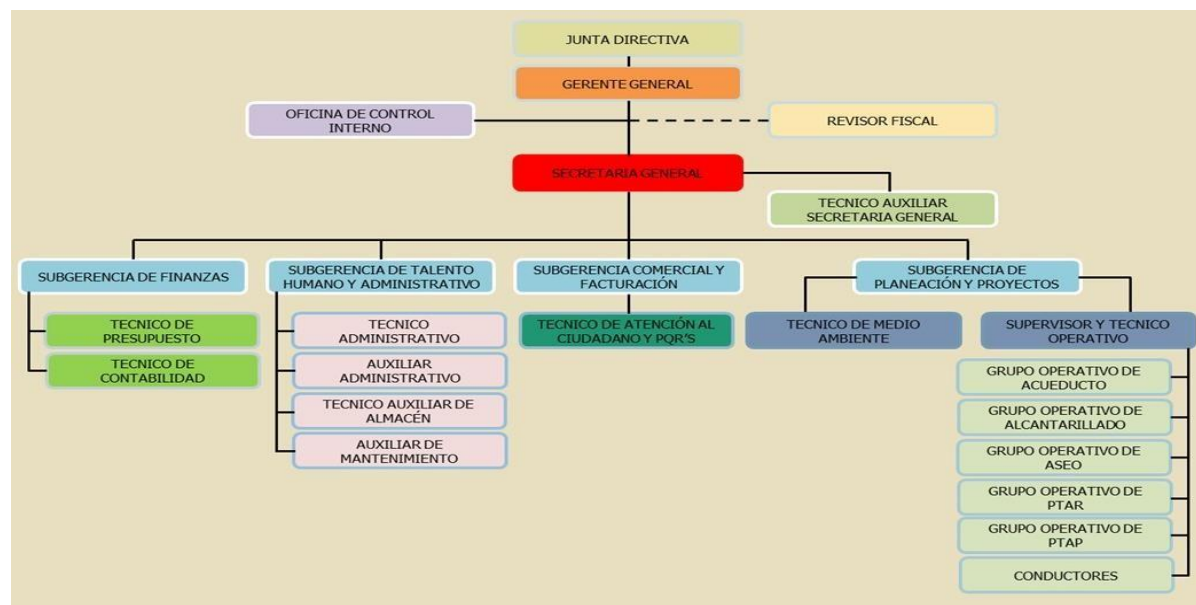 JUNTA DIRECTIVA
GERENTE GENERAL
OFICINA DE CONTROL
INTERNO
REVISOR FISCAL
SECRETARIA GENERAL
TECNICO AUXILIAR
SECRETARIA GENERAL
SUBGERENCIA DE FINANZAS
SUBGERENCIA DE TALENTO
HUMANO Y ADMINISTRATIVO
SUBGERENCIA COMERCIAL Y
FACTURACIÓN
SUBGERENCIA DE
PLANEACIÓN Y PROYECTOS
TECNICO DE
PRESUPUESTO
TECNICO DE
CONTABILIDAD
TECNICO
ADMINISTRATIVO
AUXILIAR
ADMINISTRATIVO
TECNICO AUXILIAR DE
ALMACÉN
AUXILIAR DE
MANTENIMIENTO
TECNICO DE ATENCIÓN AL
CIUDADANO Y PQR'S
TECNICO DE MEDIO
AMBIENTE
SUPERVISOR Y TECNICO
OPERATIVO
GRUPO OPERATIVO DE
ACUEDUCTO
GRUPO OPERATIVO DE
ALCANTARILLADO
GRUPO OPERATIVO DE
ASEO
GRUPO OPERATIVO DE
PTAR
GRUPO OPERATIVO DE
PTAP
CONDUCTORES